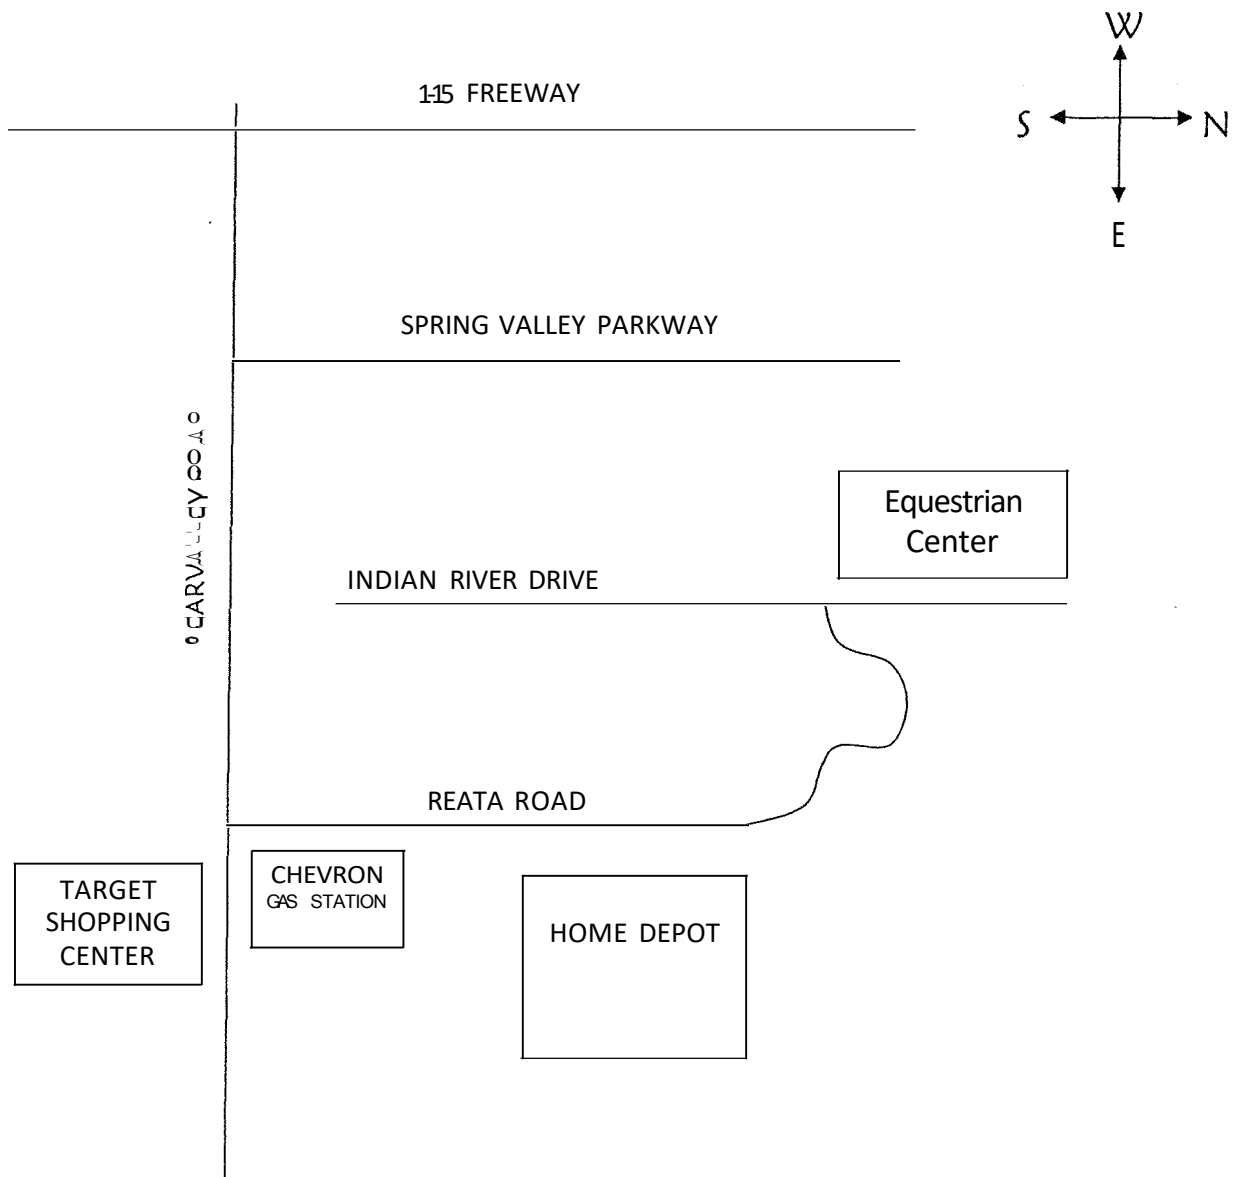 W
1-15 FREEWAY
S
N
E
SPRING VALLEY PARKWAY
Equestrian
Center
INDIAN RIVER DRIVE
REATA ROAD
TARGET
SHOPPING
CENTER
CHEVRON
GAS STATION
HOME DEPOT